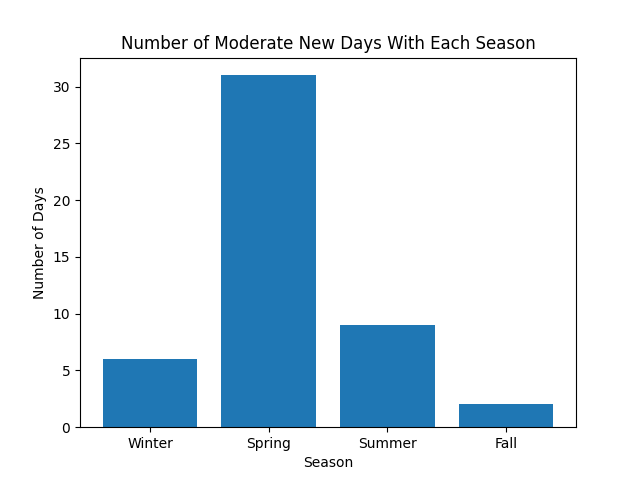 Number of Moderate New Days With Each Season
30
25
20
15
10
5
0
Number of Days
Winter Spring Summer Fall
Season